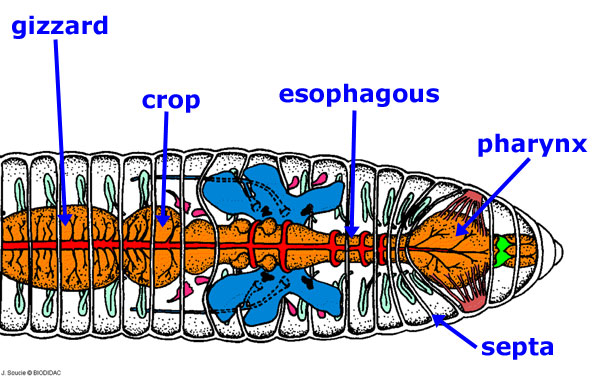 gizzard
crop
esophagous
pharynx
septa
J. Soucie © BIODIDAC